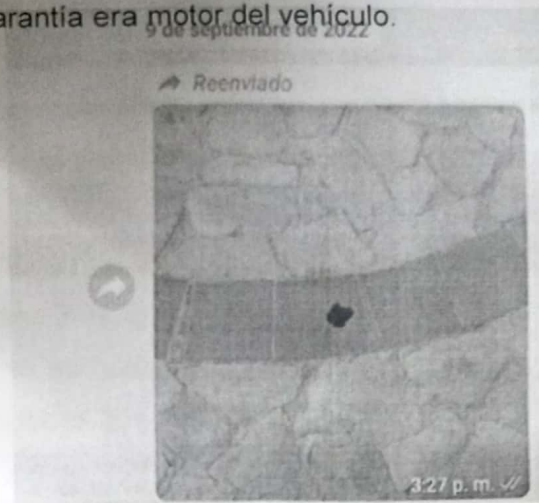 arantía era motor del vehículo.
9 de septiembre de 2022
Reenviado
3:27 p. m.